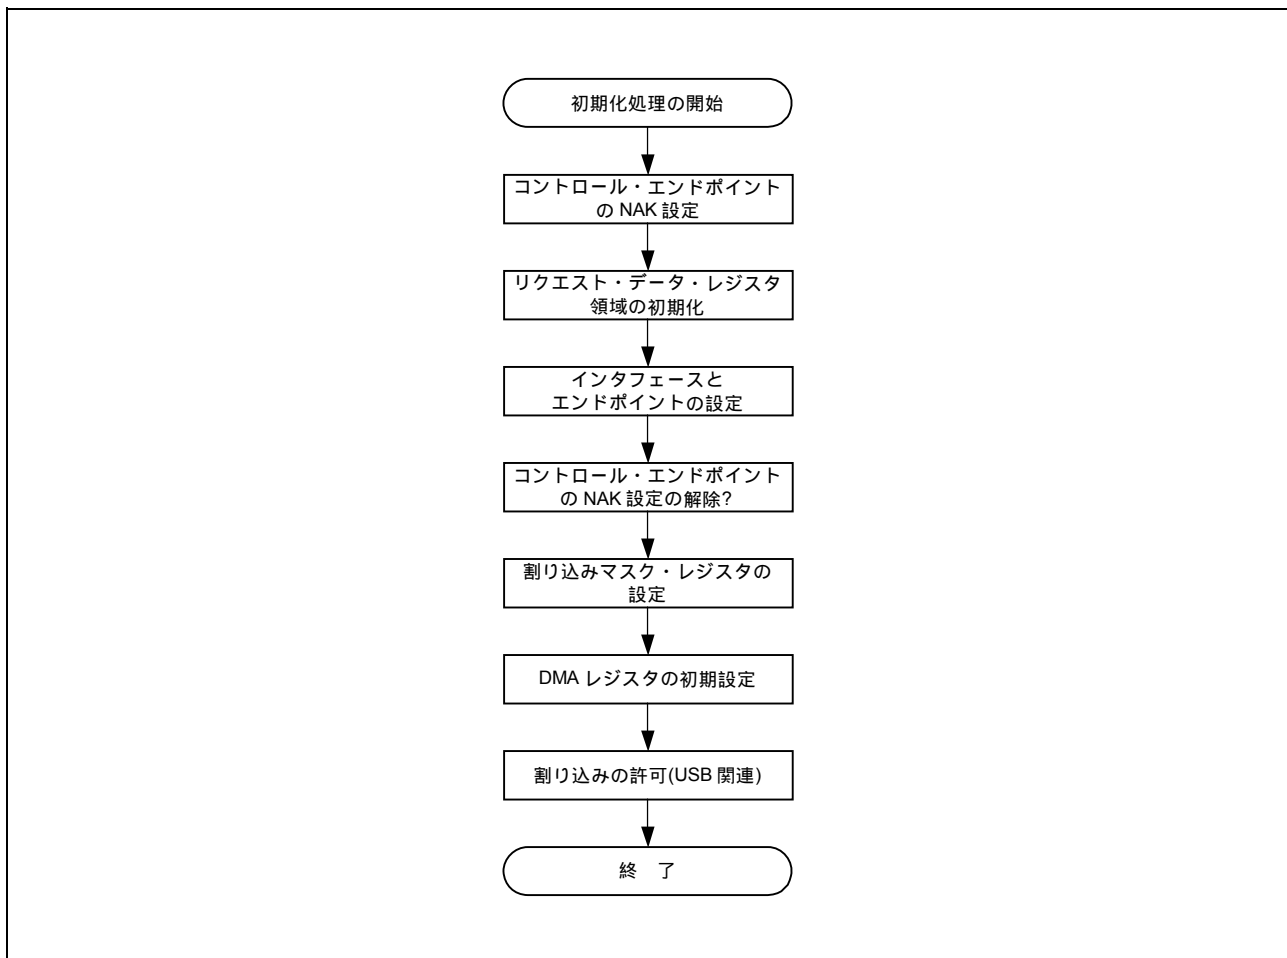 初期化処理の開始
コントロール・エンドポイント
の NAK 設定
リクエスト・データ・レジスタ
領域の初期化
インタフェースと
エンドポイントの設定
コントロール・エンドポイント
の NAK 設定の解除?
割り込みマスク・レジスタの
設定
DMA レジスタの初期設定
割り込みの許可(USB 関連)
終　了